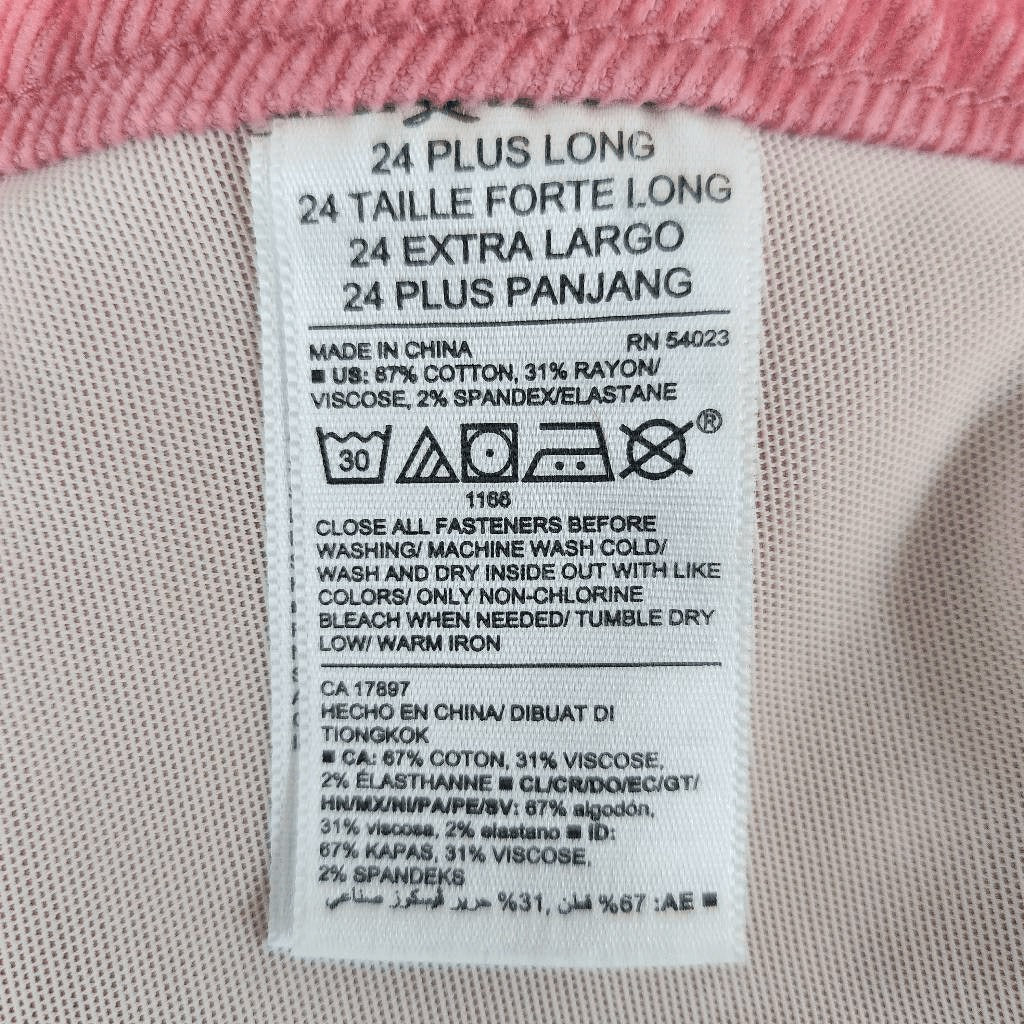 24 PLUS LONG
24 TAILLE FORTE LONG
24 EXTRA LARGO
24 PLUS PANJANG
MADE IN CHINA RN 54023
■ US: 67% COTTON, 31% RAYON/
VISCOSE, 2% SPANDEX/ELASTANE
30 ®
1166
CLOSE ALL FASTENERS BEFORE
WASHING/ MACHINE WASH COLD/
WASH AND DRY INSIDE OUT WITH LIKE
COLORS/ ONLY NON-CHLORINE
BLEACH WHEN NEEDED/ TUMBLE DRY
LOW/ WARM IRON
CA 17897
HECHO EN CHINA/ DIBUAT DI
TIONGKOK
■ CA: 67% COTON, 31% VISCOSE,
2% ÉLASTHANNE ■ CL/CR/DO/EC/GT/
HN/MX/NI/PA/PE/SV: 67% algodón,
31% viscosa, 2% elastano ■ ID:
67% KAPAS, 31% VISCOSE,
2% SPANDEKS
■ AE: 67% قطن, 31% حرير فيسكوز صناعي